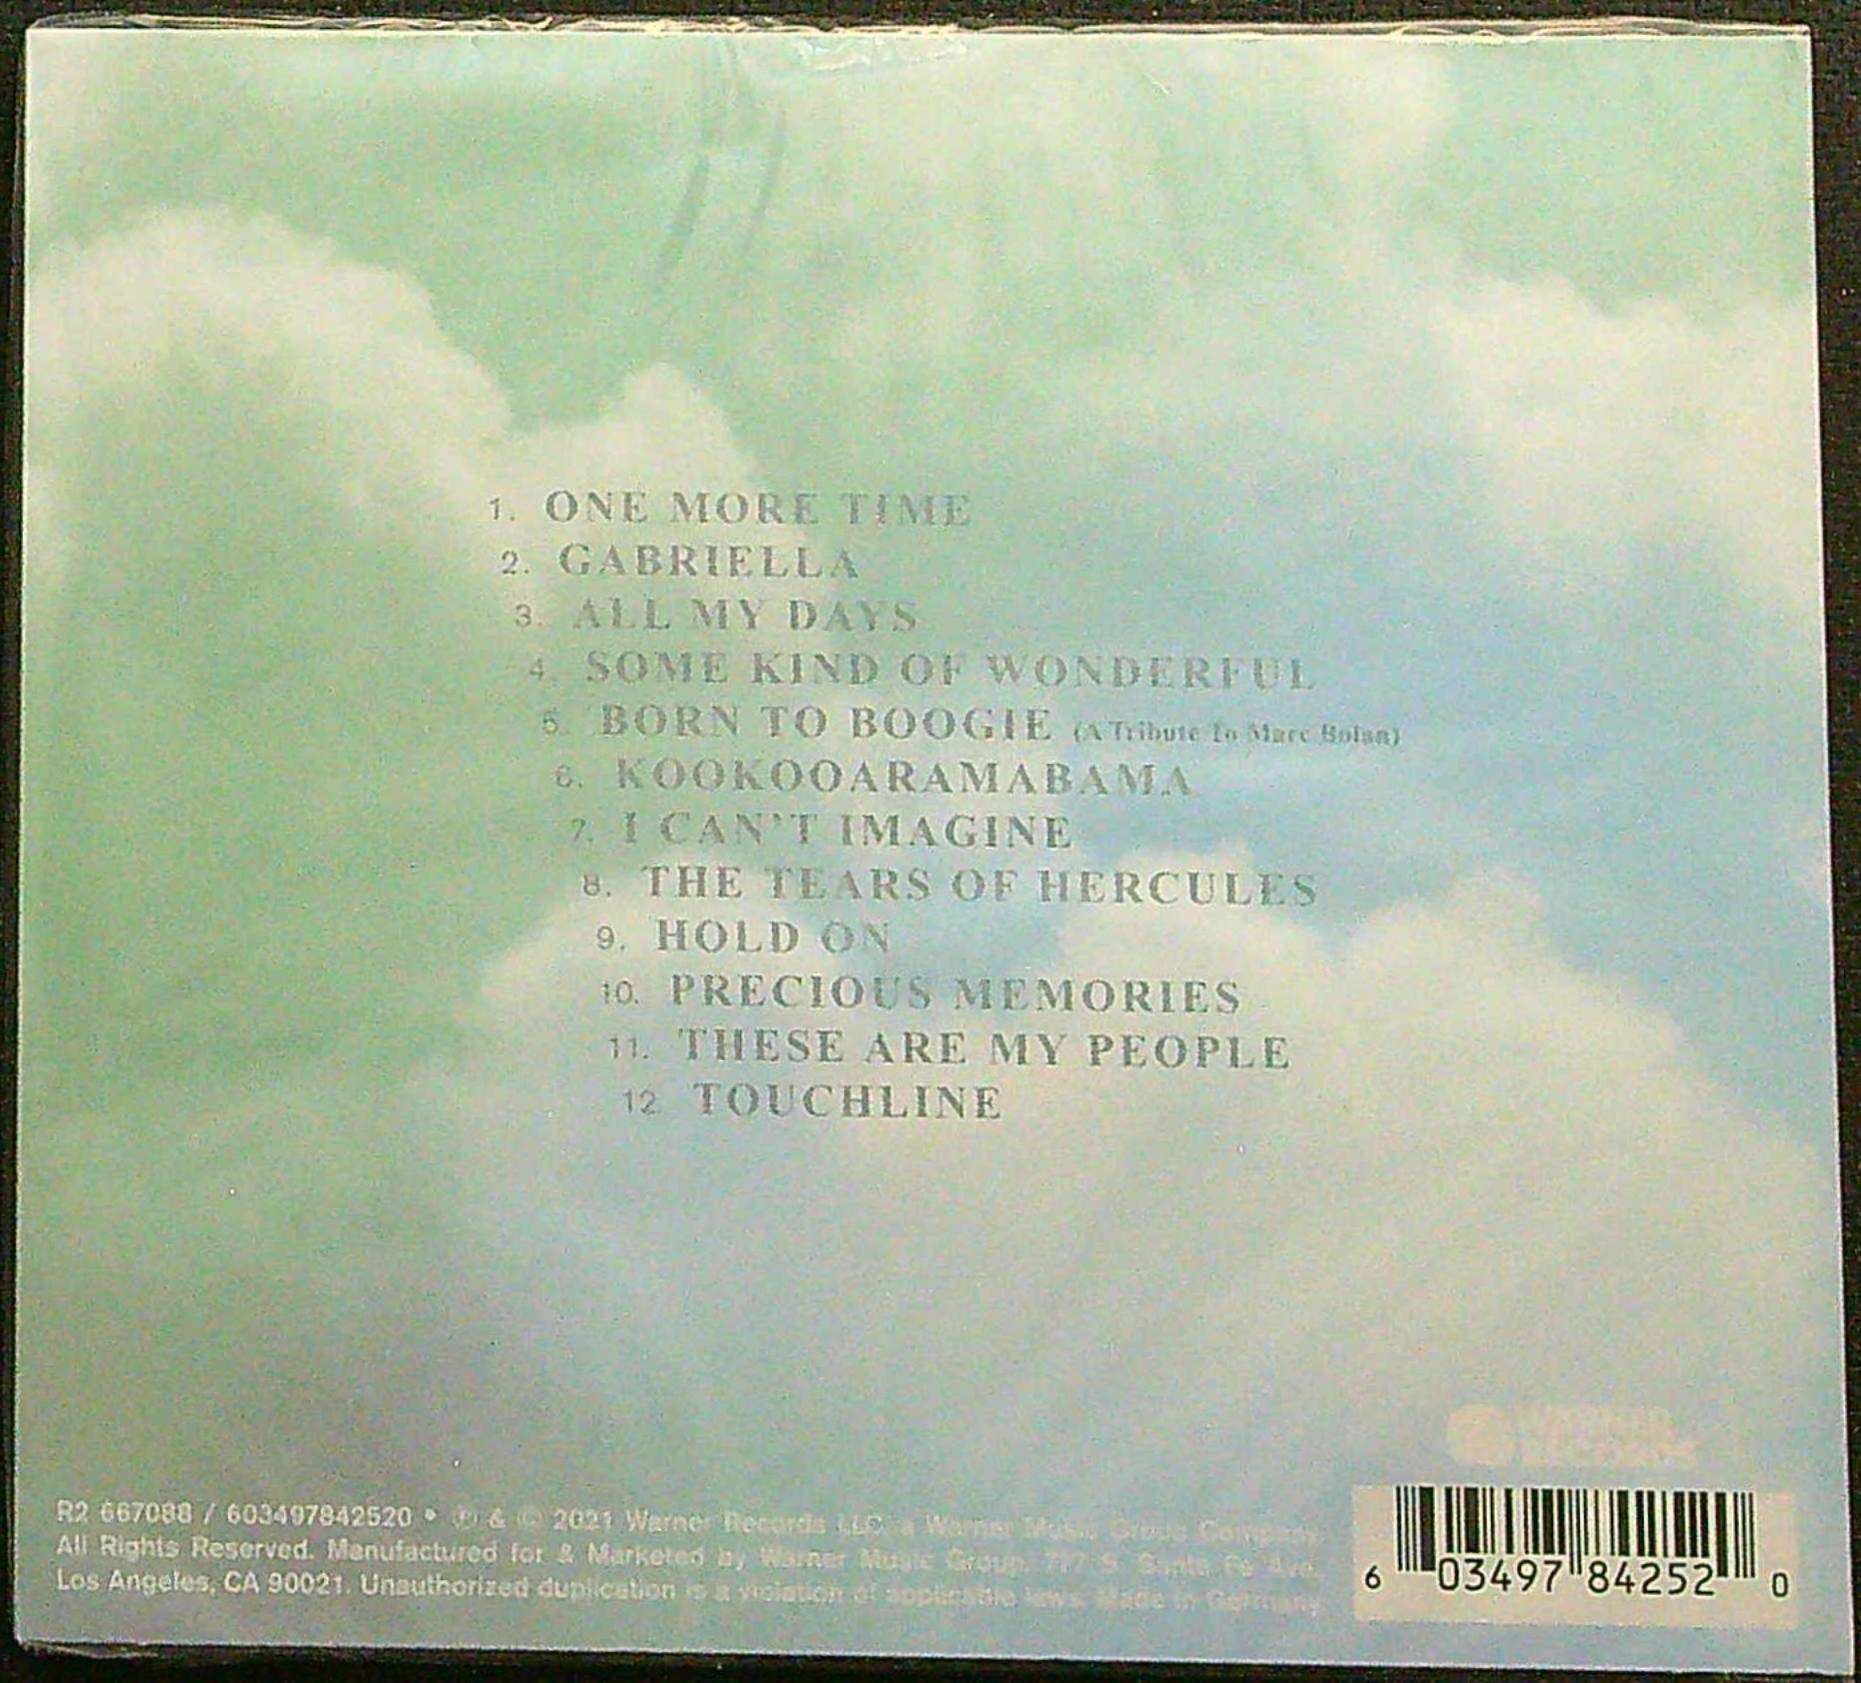 1. ONE MORE TIME
2. GABRIELLA
3. ALL MY DAYS
4. SOME KIND OF WONDERFUL
5. BORN TO BOOGIE (A Tribute To Marc Bolan)
6. KOOKOOARAMABAMA
7. I CAN'T IMAGINE
8. THE TEARS OF HERCULES
9. HOLD ON
10. PRECIOUS MEMORIES
11. THESE ARE MY PEOPLE
12. TOUCHLINE
WARNER
RECORDS
R2 667088 / 603497842520 • ℗ & © 2021 Warner Records LLC, a Warner Music Group Company.
All Rights Reserved. Manufactured for & Marketed by Warner Music Group. 777 S. Santa Fe Ave.
Los Angeles, CA 90021. Unauthorized duplication is a violation of applicable laws. Made in Germany
6 03497 84252 0